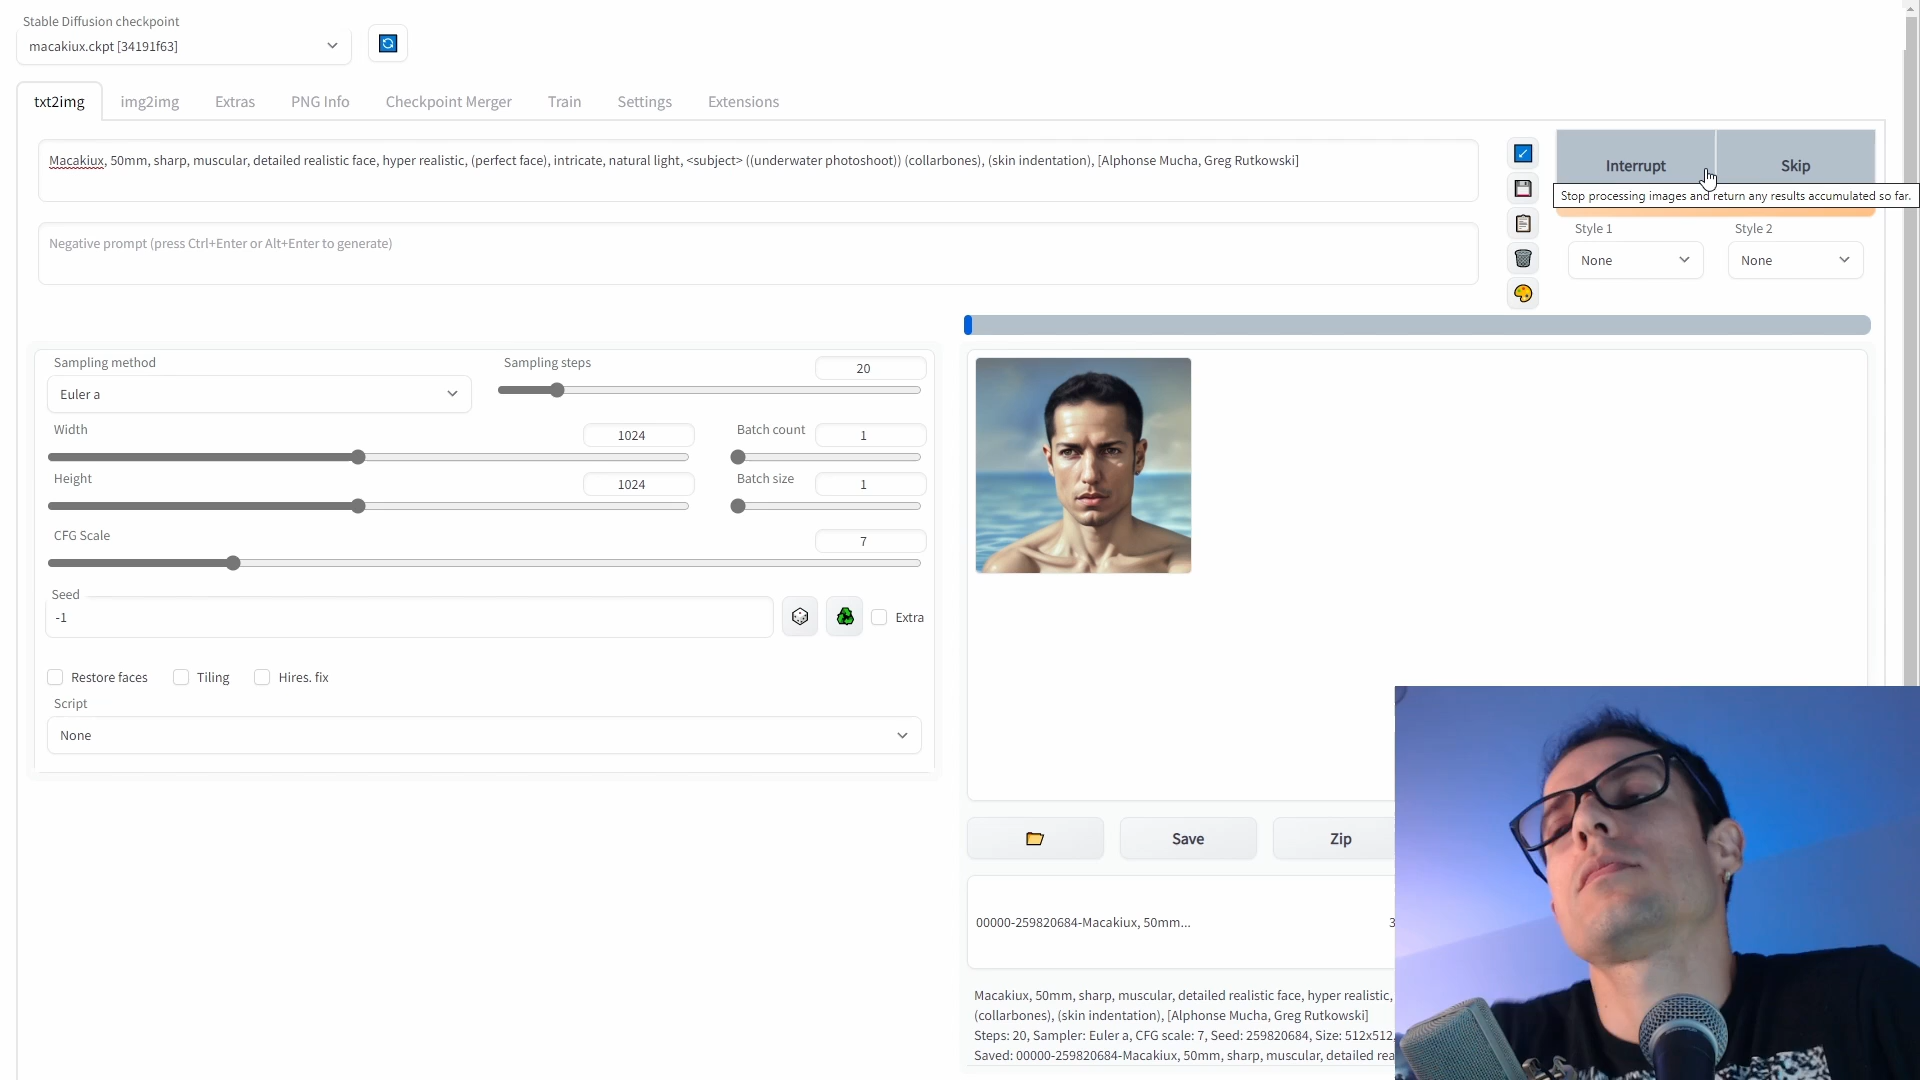 Stable Diffusion checkpoint
macakiux.ckpt [34191f63]
txt2img
img2img
Extras
PNG Info
Checkpoint Merger
Train
Settings
Extensions
Macakiux, 50mm, sharp, muscular, detailed realistic face, hyper realistic, (perfect face), intricate, natural light, <subject> ((underwater photoshoot)) (collarbones), (skin indentation), [Alphonse Mucha, Greg Rutkowski]
Interrupt
Skip
Stop processing images and return any results accumulated so far.
Negative prompt (press Ctrl+Enter or Alt+Enter to generate)
Style 1
None
Style 2
None
Sampling method
Euler a
Sampling steps
20
Width
1024
Batch count
1
Height
1024
Batch size
1
CFG Scale
7
Seed
-1
Extra
Restore faces
Tiling
Hires. fix
Script
None
Save
Zip
00000-259820684-Macakiux, 50mm...
3
Macakiux, 50mm, sharp, muscular, detailed realistic face, hyper realistic,
(collarbones), (skin indentation), [Alphonse Mucha, Greg Rutkowski]
Steps: 20, Sampler: Euler a, CFG scale: 7, Seed: 259820684, Size: 512x512,
Saved: 00000-259820684-Macakiux, 50mm, sharp, muscular, detailed rea